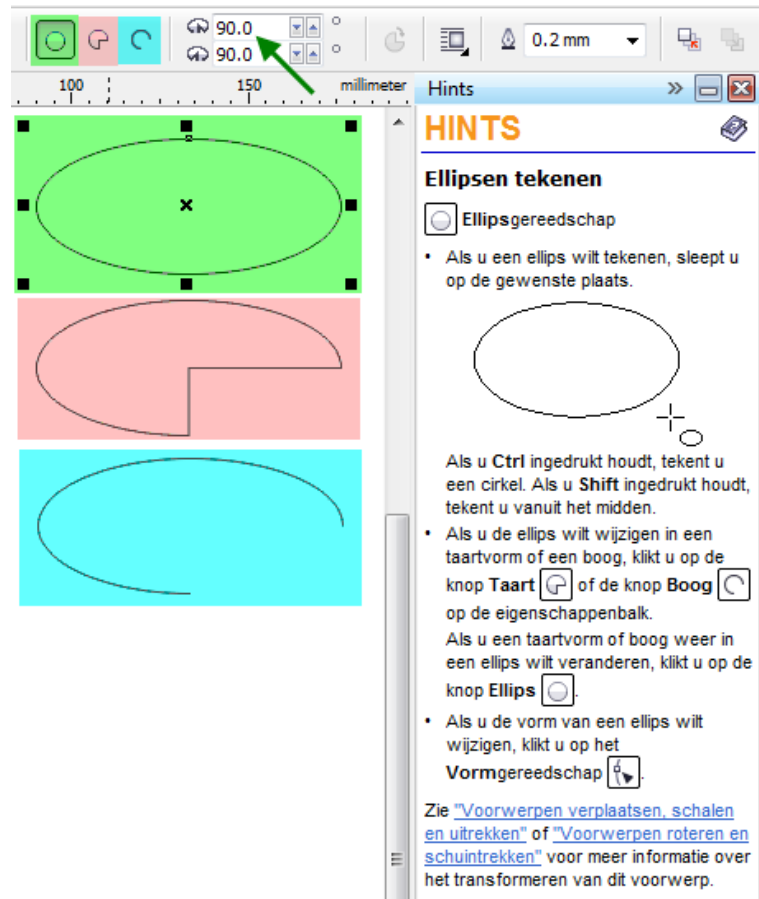 90.0
90.0
0.2 mm
100 150 millimeter
Hints
HINTS
Ellipsen tekenen
Ellipsgereedschap
• Als u een ellips wilt tekenen, sleept u
op de gewenste plaats.
Als u Ctrl ingedrukt houdt, tekent u
een cirkel. Als u Shift ingedrukt houdt,
tekent u vanuit het midden.
• Als u de ellips wilt wijzigen in een
taartvorm of een boog, klikt u op de
knop Taart of de knop Boog
op de eigenschappenbalk.
Als u een taartvorm of boog weer in
een ellips wilt veranderen, klikt u op de
knop Ellips .
• Als u de vorm van een ellips wilt
wijzigen, klikt u op het
Vormgereedschap .
Zie "Voorwerpen verplaatsen, schalen
en uitrekken" of "Voorwerpen roteren en
schuintrekken" voor meer informatie over
het transformeren van dit voorwerp.